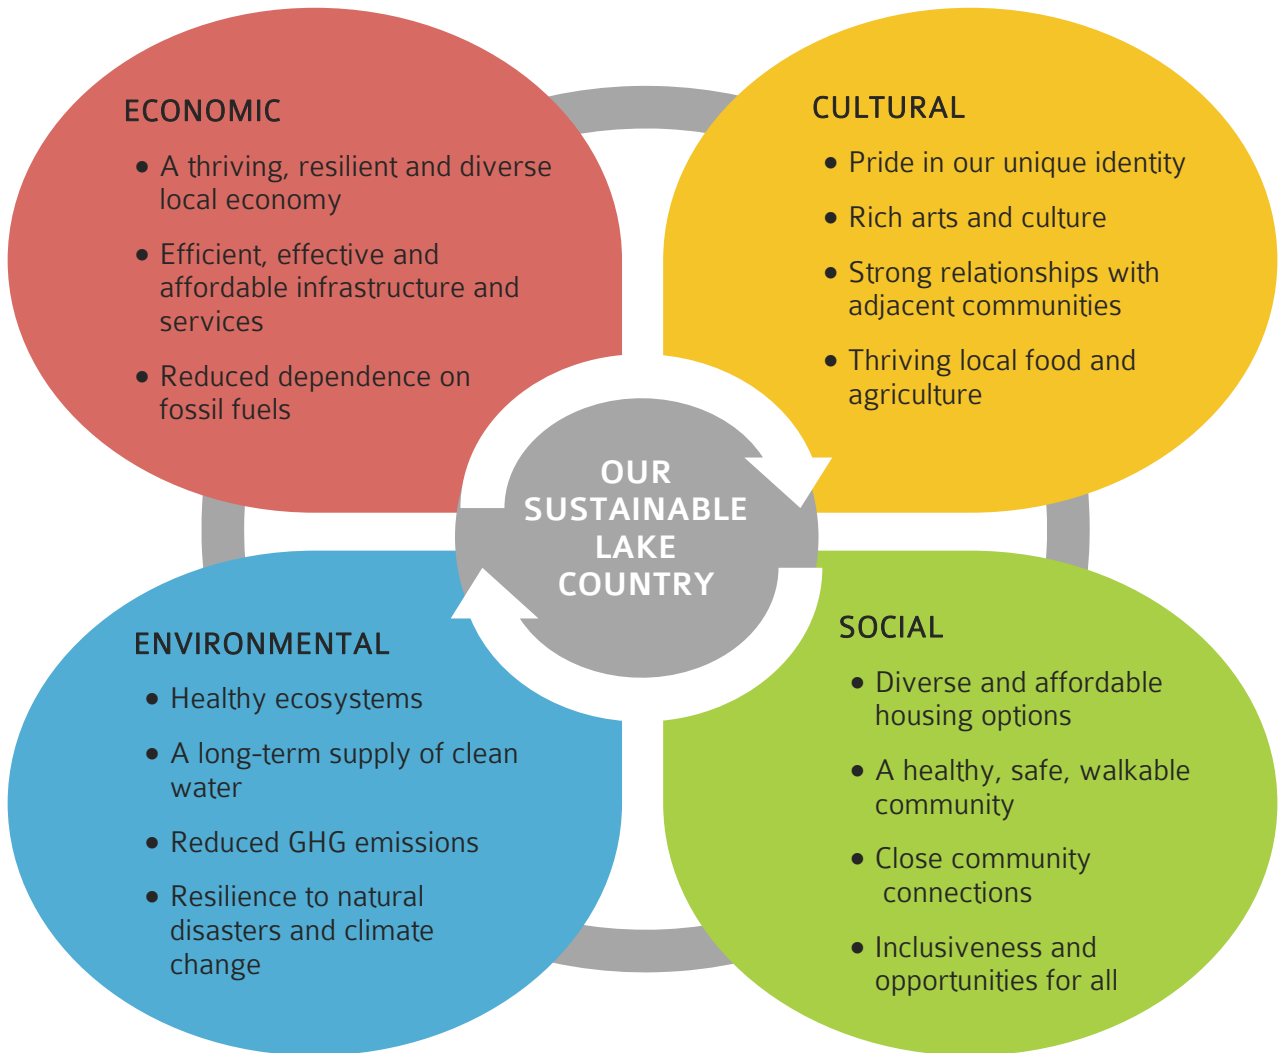 ECONOMIC
• A thriving, resilient and diverse
local economy
• Efficient, effective and
affordable infrastructure and
services
• Reduced dependence on
fossil fuels
CULTURAL
• Pride in our unique identity
• Rich arts and culture
• Strong relationships with
adjacent communities
• Thriving local food and
agriculture
OUR
SUSTAINABLE
LAKE
COUNTRY
ENVIRONMENTAL
• Healthy ecosystems
• A long-term supply of clean
water
• Reduced GHG emissions
• Resilience to natural
disasters and climate
change
SOCIAL
• Diverse and affordable
housing options
• A healthy, safe, walkable
community
• Close community
connections
• Inclusiveness and
opportunities for all